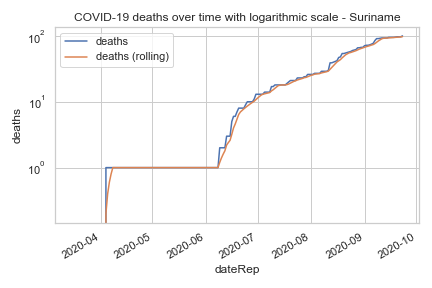 COVID-19 deaths over time with logarithmic scale - Suriname
deaths
deaths (rolling)
10²
10¹
10⁰
deaths
2020-04
2020-05
2020-06
2020-07
2020-08
2020-09
2020-10
dateRep